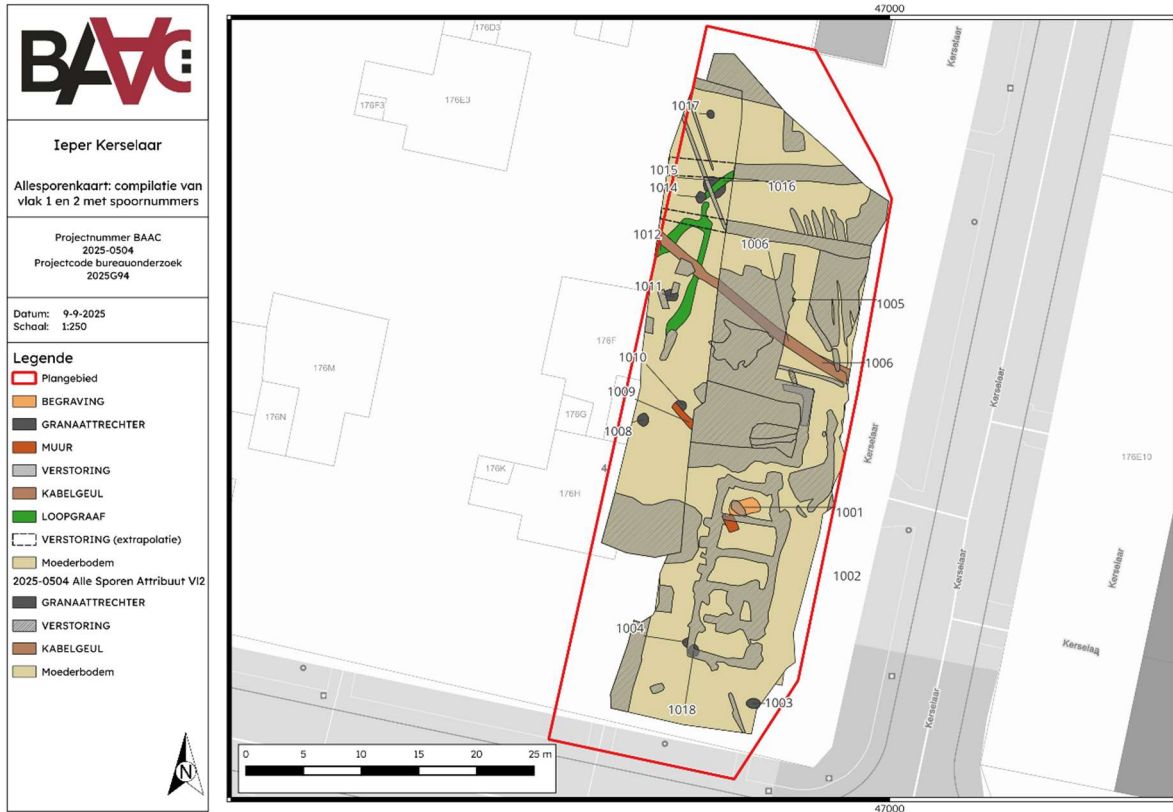 BAAC
Ieper Kerselaar
Allesporenkaart: compilatie van
vlak 1 en 2 met spoornummers
Projectnummer BAAC
2025-0504
Projectcode bureauonderzoek
2025G94
Datum: 9-9-2025
Schaal: 1:250
Legende
Plangebied
BEGRAVING
GRANAATTRECHTER
MUUR
VERSTORING
KABELGEUL
LOOPGRAAF
VERSTORING (extrapolatie)
Moederbodem
2025-0504 Alle Sporen Attribuut Vl2
GRANAATTRECHTER
VERSTORING
KABELGEUL
Moederbodem
N
47000
176D3
176E3
176F3
Kerselaar
1017
1015
1014
1016
1012
1006
1011
1005
176F
176M
1010
1006
1009
176N
176G
1008
Kerselaar
Kerselaar
176K
4
176H
176E10
1001
1002
Kerselaar
Kerselaar
1004
Kerselaa
1018
1003
Kerselaar
0 5 10 15 20 25 m
47000